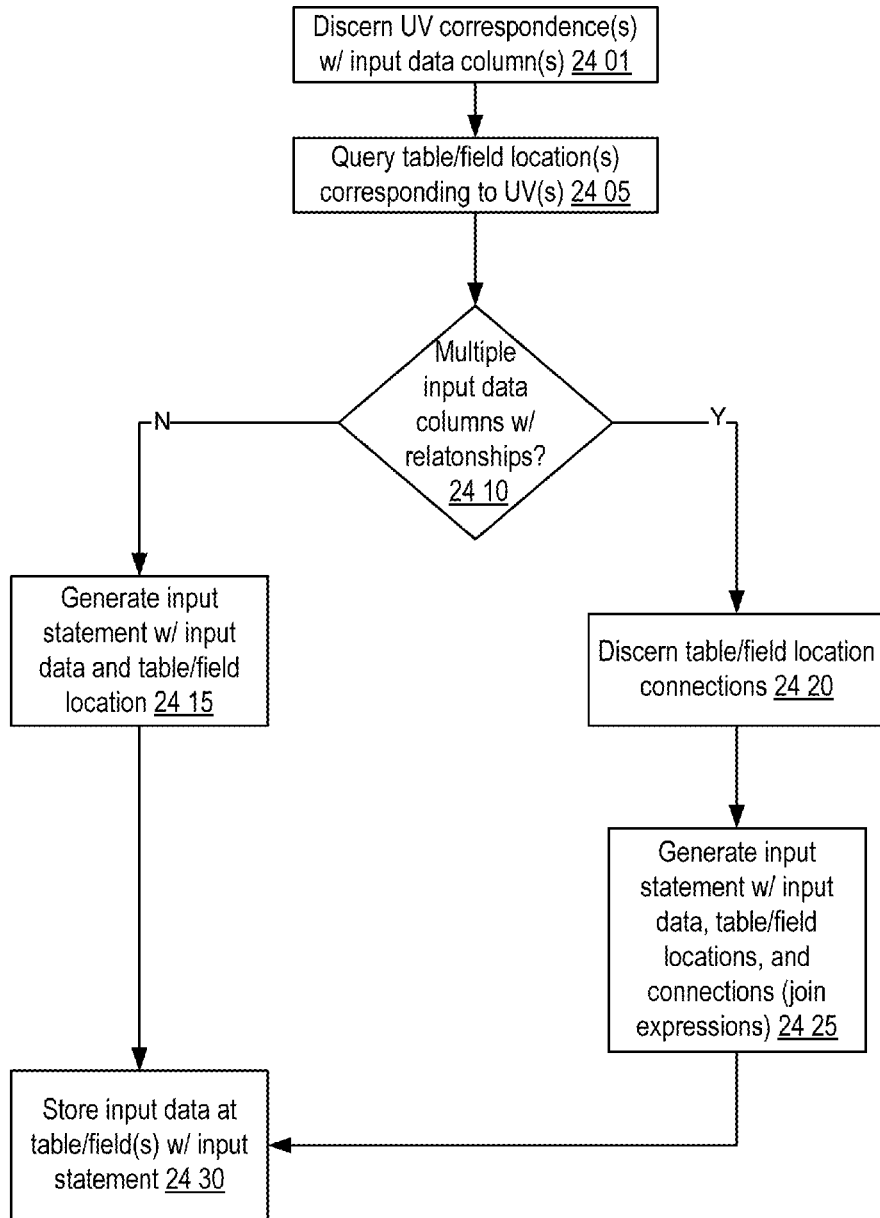 Discern UV correspondence(s)
w/ input data column(s) 24 01
Query table/field location(s)
corresponding to UV(s) 24 05
Multiple
input data
columns w/
relatonships?
24 10
N
Y
Generate input
statement w/ input
data and table/field
location 24 15
Discern table/field location
connections 24 20
Generate input
statement w/ input
data, table/field
locations, and
connections (join
expressions) 24 25
Store input data at
table/field(s) w/ input
statement 24 30